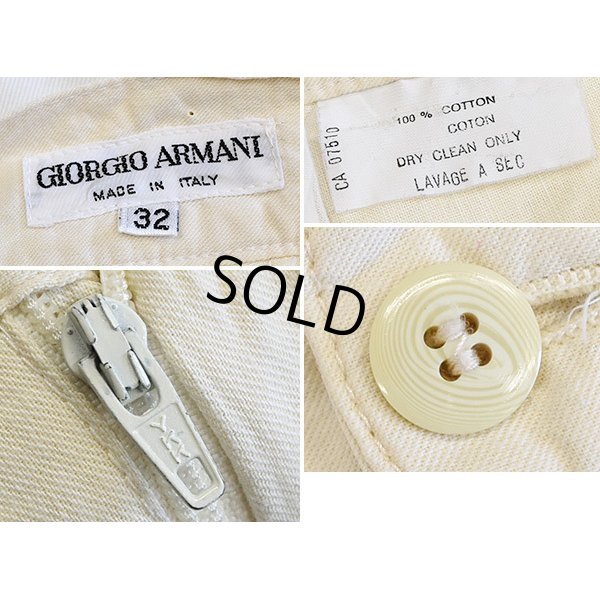 GIORGIO ARMANI
MADE IN ITALY
32
100 % COTTON
COTON
DRY CLEAN ONLY
LAVAGE A SEC
CA 07510
SOLD
YKK